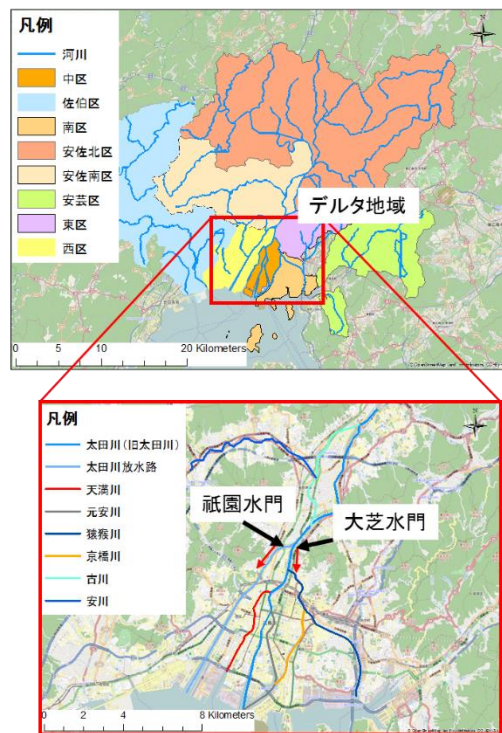 凡例
河川
中区
佐伯区
南区
安佐北区
安佐南区
安芸区
東区
西区
デルタ地域
0 5 10 20 Kilometers
凡例
太田川(旧太田川)
太田川放水路
天満川
元安川
猿猴川
京橋川
古川
安川
祇園水門
大芝水門
0 2 4 8 Kilometers